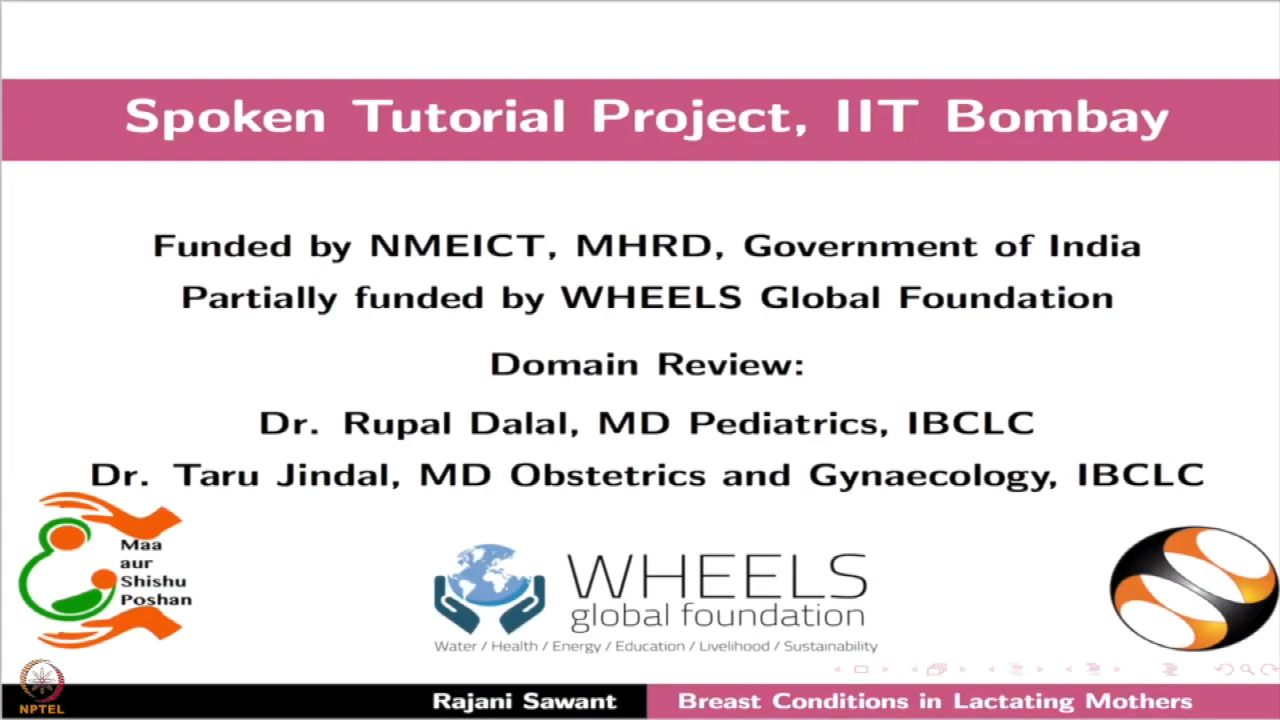 Spoken Tutorial Project, IIT Bombay
Funded by NMEICT, MHRD, Government of India
Partially funded by WHEELS Global Foundation
Domain Review:
Dr. Rupal Dalal, MD Pediatrics, IBCLC
Dr. Taru Jindal, MD Obstetrics and Gynaecology, IBCLC
Maa
aur
Shishu
Poshan
WHEELS
global foundation
Water / Health / Energy / Education / Livelihood / Sustainability
NPTEL
Rajani Sawant
Breast Conditions in Lactating Mothers